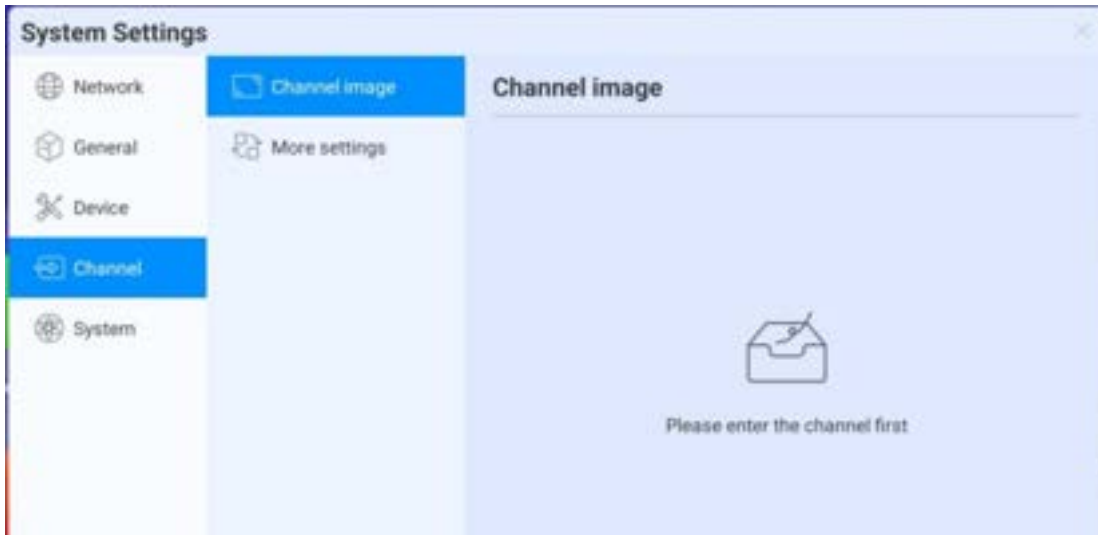 System Settings
Network
General
Device
Channel
System
Channel image
More settings
Channel image
Please enter the channel first